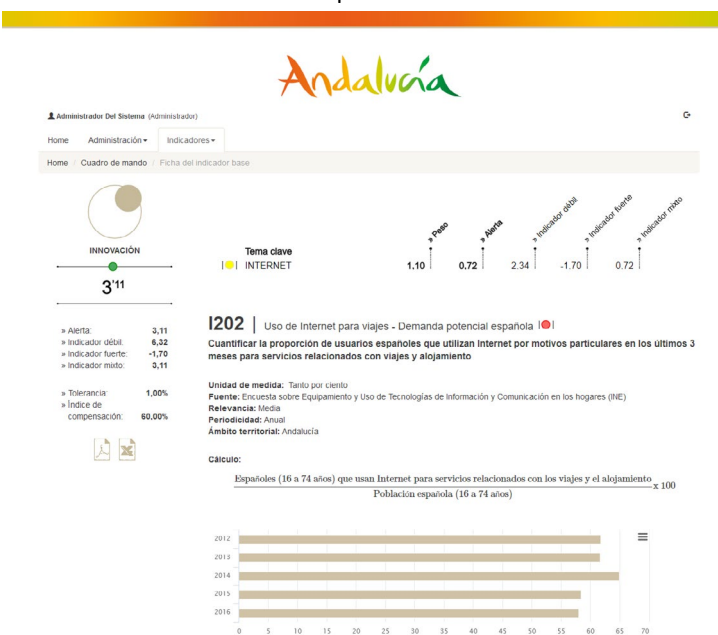 Andalucía
Administrador Del Sistema (Administrador)
Home Administración Indicadores
Home / Cuadro de mando / Ficha del indicador base
INNOVACIÓN
3'11
» Peso
» Alerta
» Indicador débil
» Indicador fuerte
» Indicador mixto
Tema clave
INTERNET 1.10 0.72 2.34 -1.70 0.72
» Alerta: 3,11
» Indicador débil: 6,32
» Indicador fuerte: -1,70
» Indicador mixto: 3,11
» Tolerancia: 1,00%
» Índice de
compensación: 60,00%
I202 | Uso de Internet para viajes - Demanda potencial española
Cuantificar la proporción de usuarios españoles que utilizan Internet por motivos particulares en los últimos 3
meses para servicios relacionados con viajes y alojamiento
Unidad de medida: Tanto por ciento
Fuente: Encuesta sobre Equipamiento y Uso de Tecnologías de Información y Comunicación en los hogares (INE)
Relevancia: Media
Periodicidad: Anual
Ámbito territorial: Andalucía
Cálculo:
Españoles (16 a 74 años) que usan Internet para servicios relacionados con los viajes y el alojamiento
x 100
Población española (16 a 74 años)
2012
2013
2014
2015
2016
0 5 10 15 20 25 30 35 40 45 50 55 60 65 70